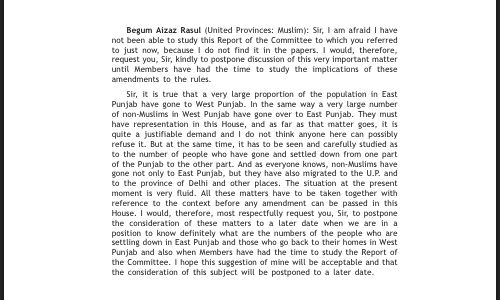 Begum Aizaz Rasul (United Provinces: Muslim): Sir, I am afraid I have
not been able to study this Report of the Committee to which you referred
to just now, because I do not find it in the papers. I would, therefore,
request you, Sir, kindly to postpone discussion of this very important matter
until Members have had the time to study the implications of these
amendments to the rules.
Sir, it is true that a very large proportion of the population in East
Punjab have gone to West Punjab. In the same way a very large number
of non-Muslims in West Punjab have gone over to East Punjab. They must
have representation in this House, and as far as that matter goes, it is
quite a justifiable demand and I do not think anyone here can possibly
refuse it. But at the same time, it has to be seen and carefully studied as
to the number of people who have gone and settled down from one part
of the Punjab to the other part. And as everyone knows, non-Muslims have
gone not only to East Punjab, but they have also migrated to the U.P. and
to the province of Delhi and other places. The situation at the present
moment is very fluid. All these matters have to be taken together with
reference to the context before any amendment can be passed in this
House. I would, therefore, most respectfully request you, Sir, to postpone
the consideration of these matters to a later date when we are in a
position to know definitely what are the numbers of the people who are
settling down in East Punjab and those who go back to their homes in West
Punjab and also when Members have had the time to study the Report of
the Committee. I hope this suggestion of mine will be acceptable and that
the consideration of this subject will be postponed to a later date.